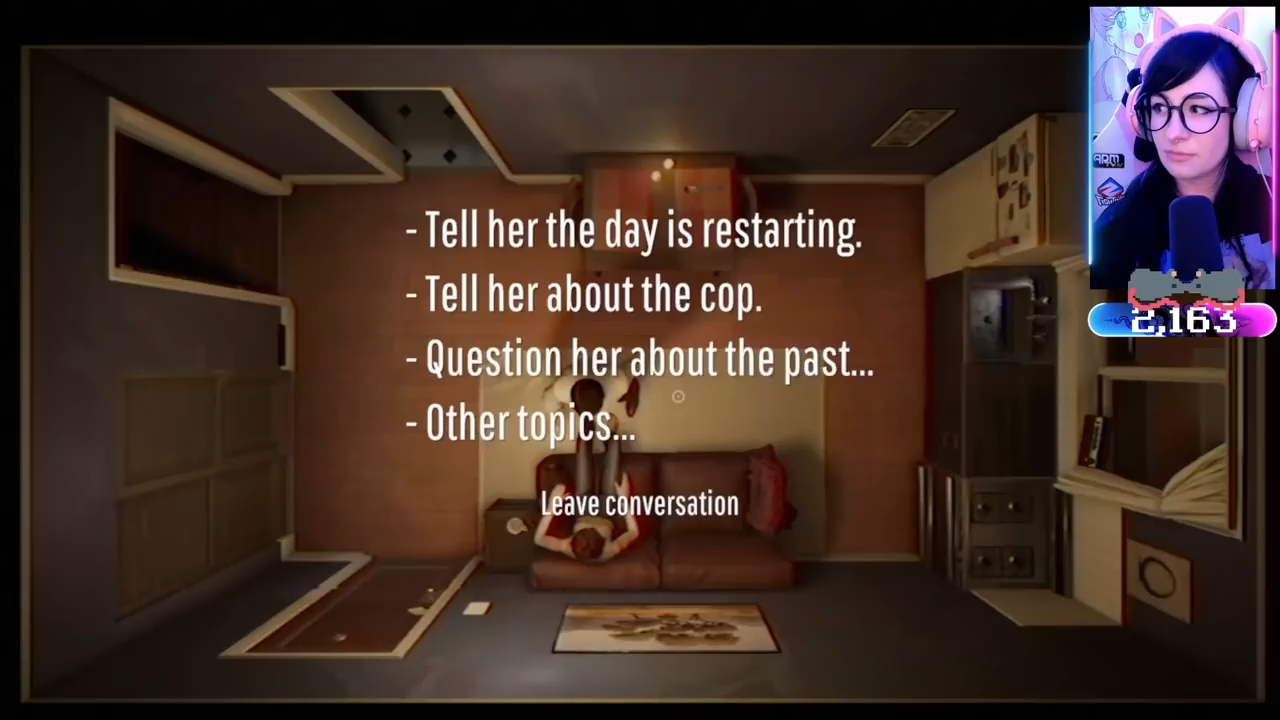 - Tell her the day is restarting.
- Tell her about the cop.
- Question her about the past...
- Other topics...
Leave conversation
2,163